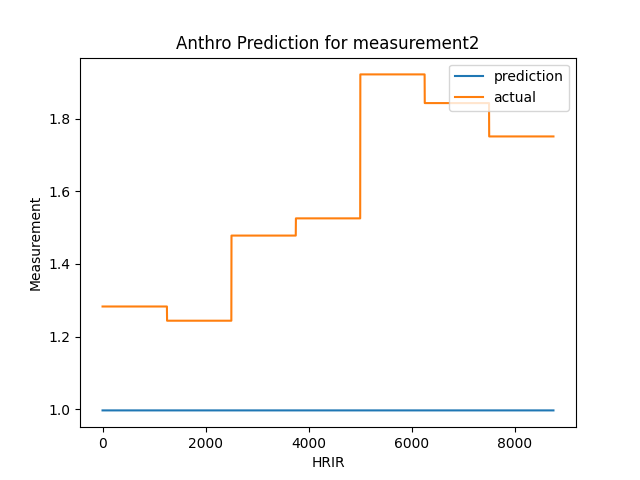 Anthro Prediction for measurement2
prediction
actual
Measurement
1.8
1.6
1.4
1.2
1.0
0
2000
4000
6000
8000
HRIR